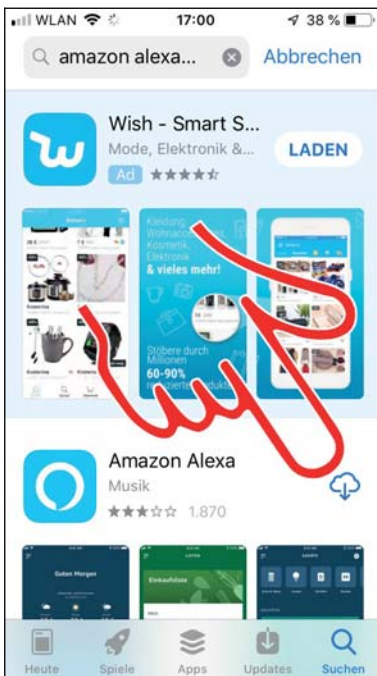 WLAN 17:00 38 %
amazon alexa... Abbrechen
Wish - Smart S...
Mode, Elektronik &...
LADEN
Ad
Kleidung,
Kosmetik,
Elektronik
& vieles mehr!
Stöbere durch
Millionen
60-90%
Amazon Alexa
Musik
1.870
Guten Morgen
Einkaufsliste
Heute Spiele Apps Updates Suchen